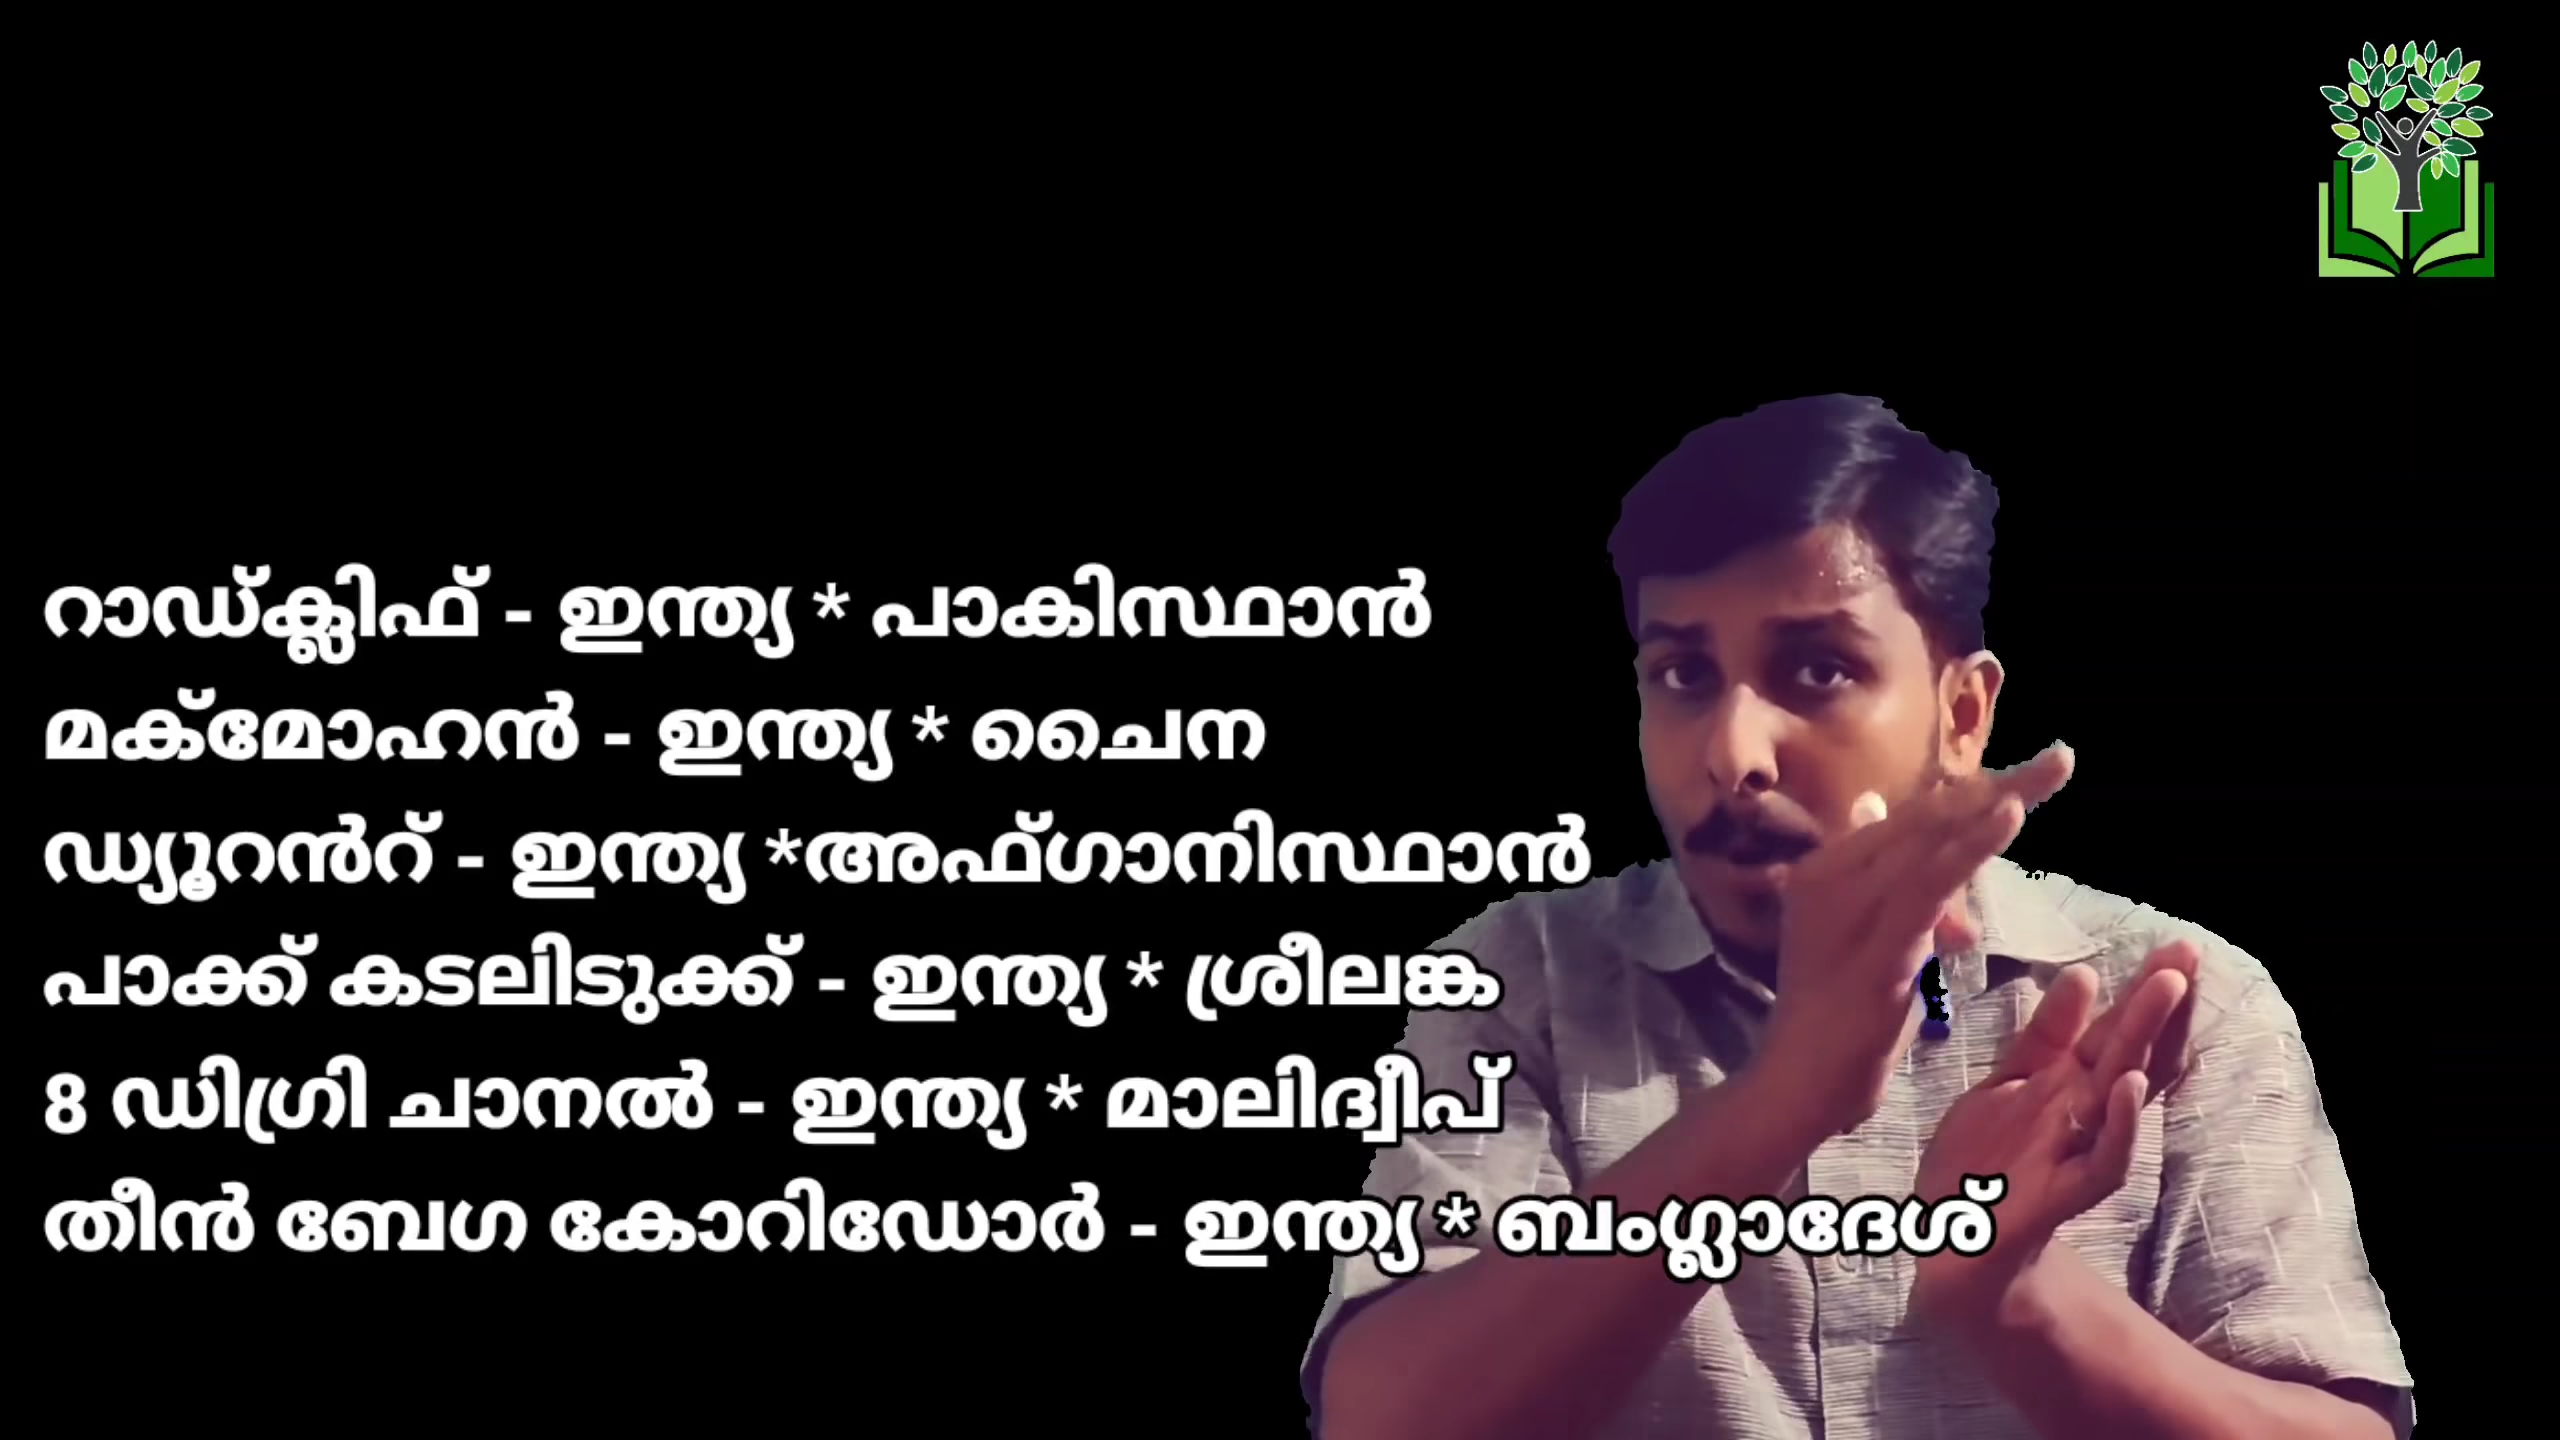 റാഡ്ക്ലിഫ് - ഇന്ത്യ * പാകിസ്ഥാൻ
മക്മോഹൻ - ഇന്ത്യ * ചൈന
ഡ്യൂറൻറ് - ഇന്ത്യ *അഫ്ഗാനിസ്ഥാൻ
പാക്ക് കടലിടുക്ക് - ഇന്ത്യ * ശ്രീലങ്ക
8 ഡിഗ്രി ചാനൽ - ഇന്ത്യ * മാലിദ്വീപ്
തീൻ ബേഗ കോറിഡോർ - ഇന്ത്യ * ബംഗ്ലാദേശ്